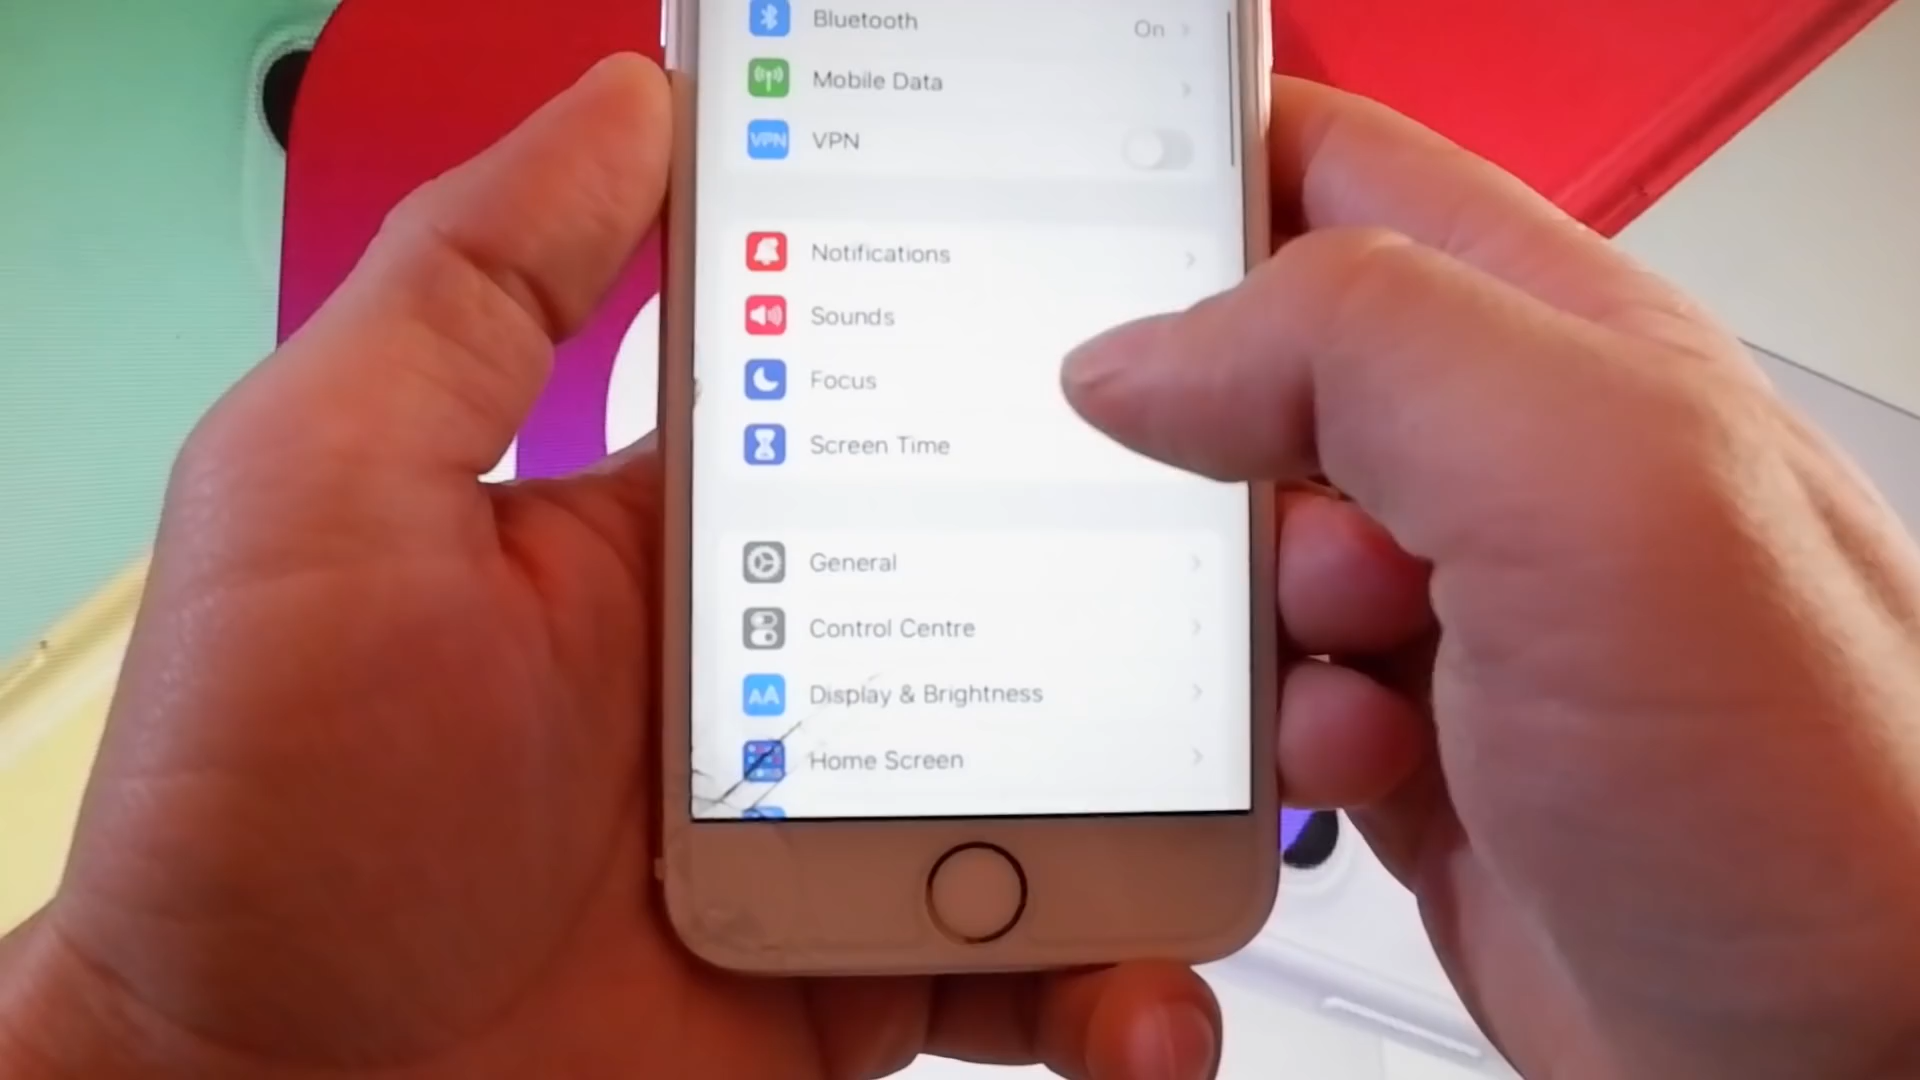 Bluetooth
On
Mobile Data
VPN
VPN
Notifications
Sounds
Focus
Screen Time
General
Control Centre
AA
Display & Brightness
Home Screen